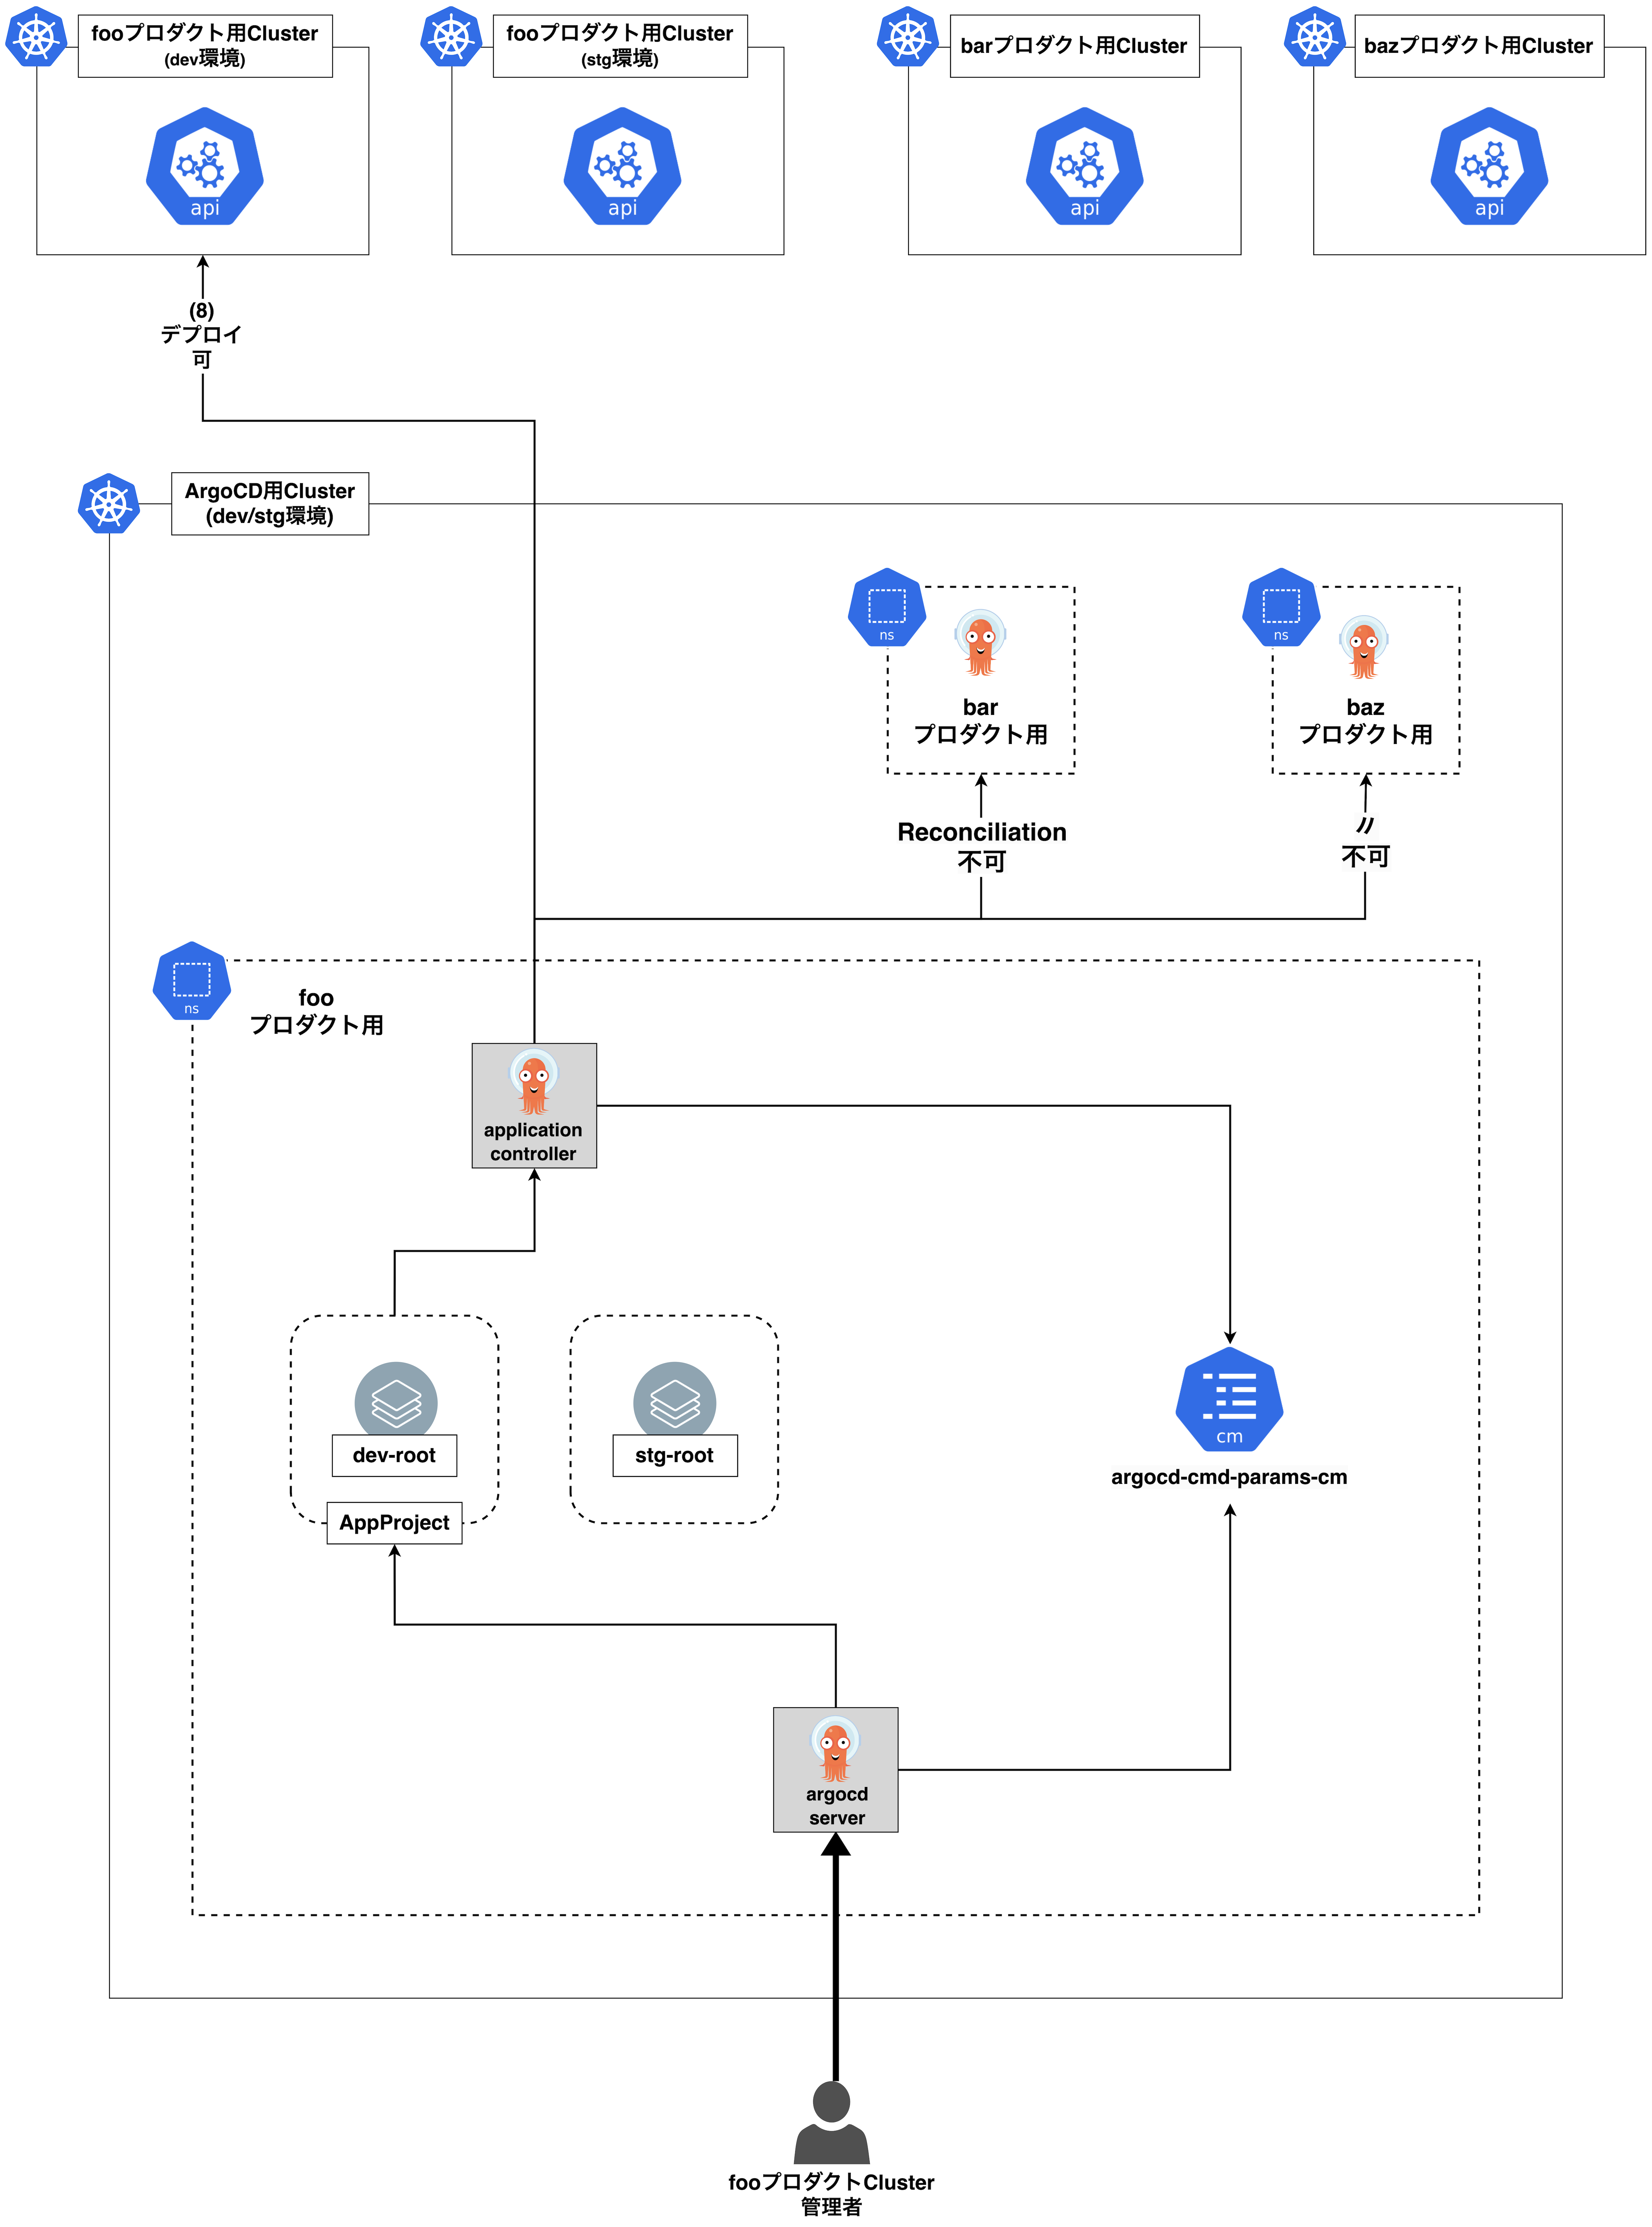 fooプロダクト用Cluster
(dev環境)
fooプロダクト用Cluster
(stg環境)
barプロダクト用Cluster
bazプロダクト用Cluster
api
api
api
api
(8)
デプロイ
可
ArgoCD用Cluster
(dev/stg環境)
ns
bar
プロダクト用
ns
baz
プロダクト用
Reconciliation
不可
〃
不可
ns
foo
プロダクト用
application
controller
dev-root
AppProject
stg-root
cm
argocd-cmd-params-cm
argocd
server
fooプロダクトCluster
管理者